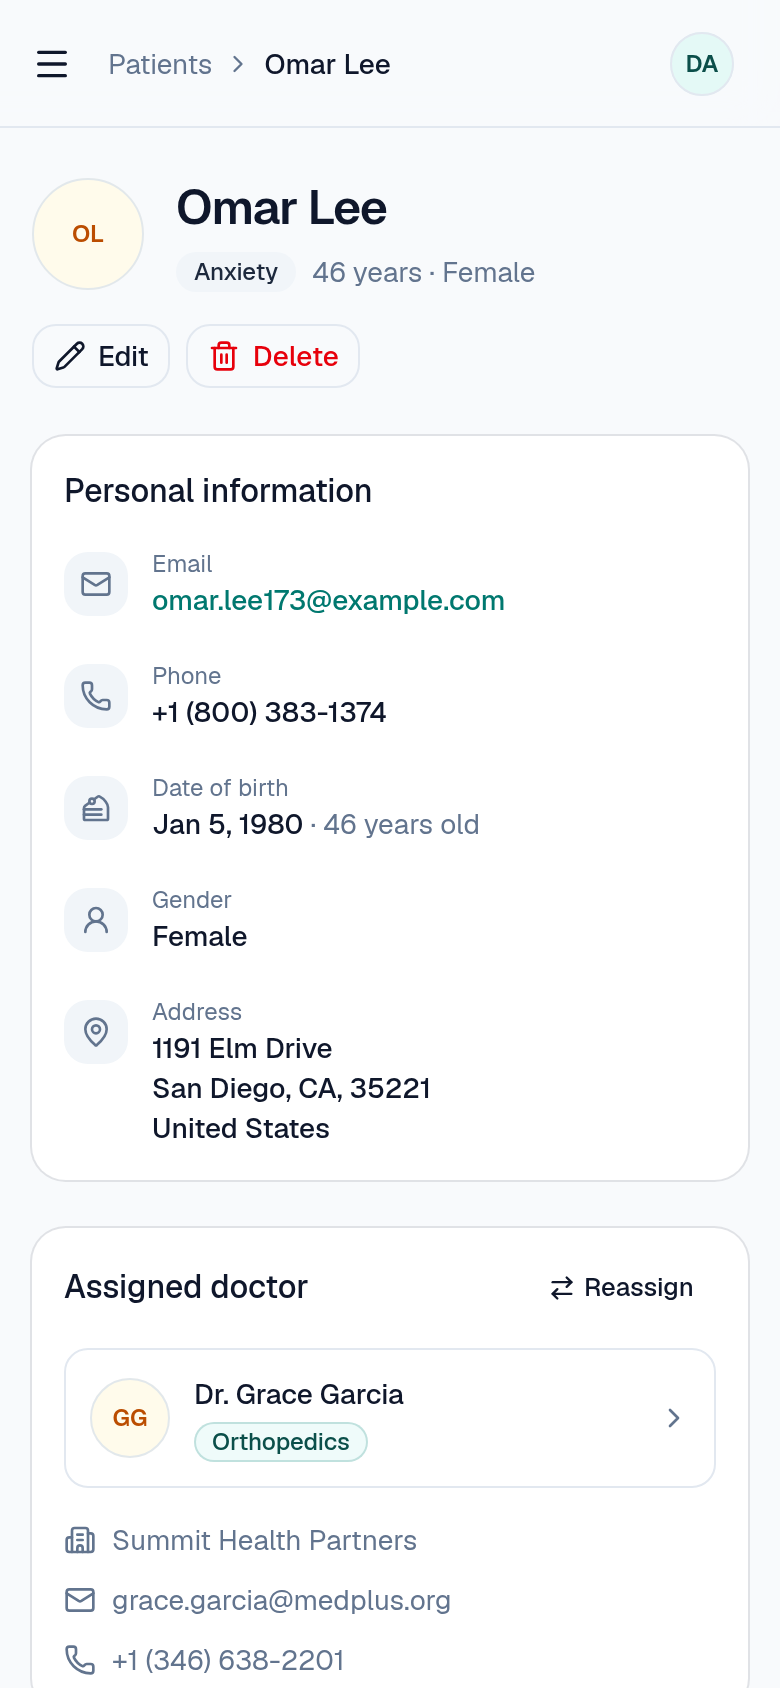 Patients > Omar Lee
DA
OL
Omar Lee
Anxiety 46 years · Female
Edit Delete
Personal information
Email
omar.lee173@example.com
Phone
+1 (800) 383-1374
Date of birth
Jan 5, 1980 · 46 years old
Gender
Female
Address
1191 Elm Drive
San Diego, CA, 35221
United States
Assigned doctor
Reassign
GG
Dr. Grace Garcia
Orthopedics
Summit Health Partners
grace.garcia@medplus.org
+1 (346) 638-2201